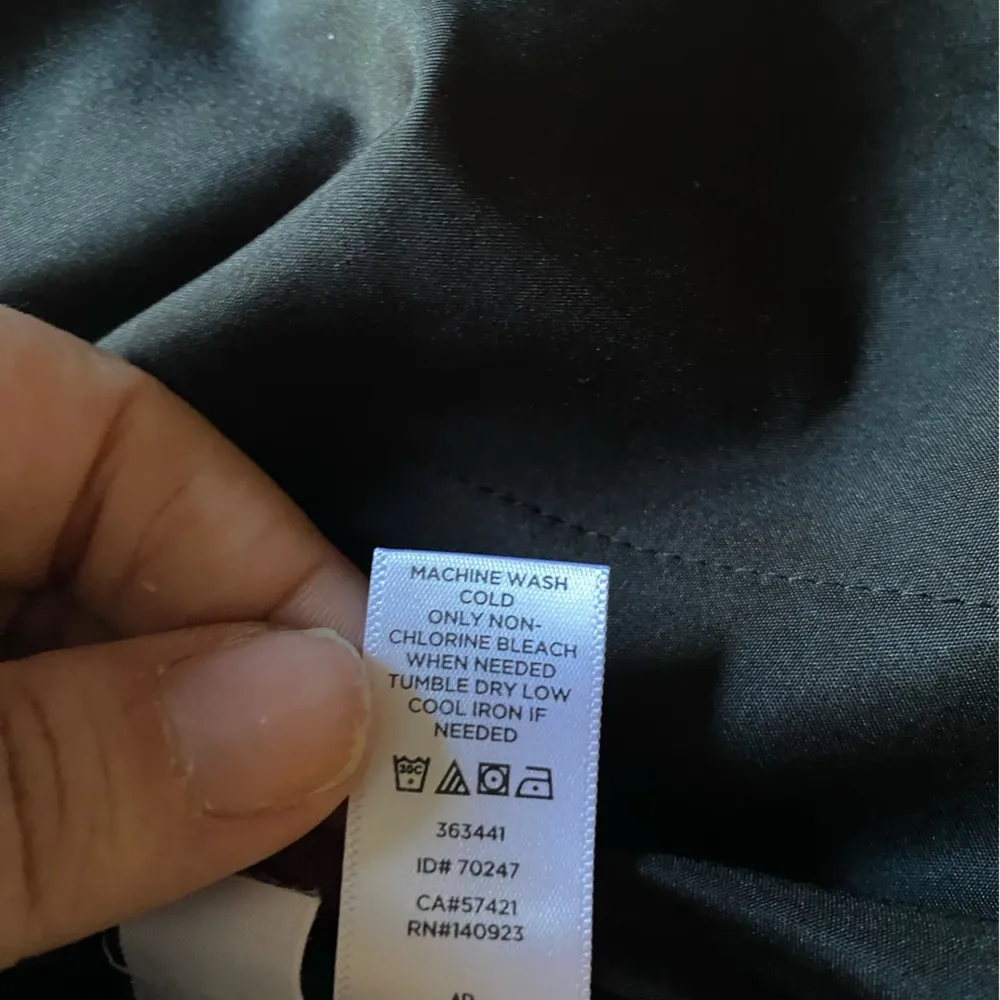 MACHINE WASH
COLD
ONLY NON-
CHLORINE BLEACH
WHEN NEEDED
TUMBLE DRY LOW
COOL IRON IF
NEEDED
30C
363441
ID# 70247
CA#57421
RN#140923